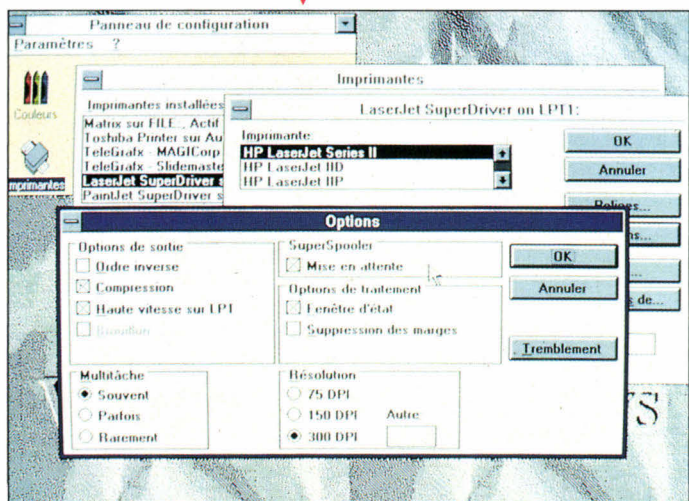 Panneau de configuration
Paramètres ?
Couleurs
Imprimantes
Imprimantes
Imprimantes installées
Matrix sur FILE:, Actif
Toshiba Printer sur Au
TeleGrafx - MAGICorp
TeleGrafx - Slidemaste
LaserJet SuperDriver s
PaintJet SuperDriver s
LaserJet SuperDriver on LPT1:
Imprimante:
HP LaserJet Series II
HP LaserJet IID
HP LaserJet IIP
OK
Annuler
Polices...
ns...
...
s de...
Options
Options de sortie
Ordre inverse
Compression
Haute vitesse sur LPT
SuperSpooler
Mise en attente
Options de traitement
Fenêtre d'état
Suppression des marges
OK
Annuler
Tremblement
Multitâche
Souvent
Parfois
Rarement
Résolution
75 DPI
150 DPI
300 DPI
Autre